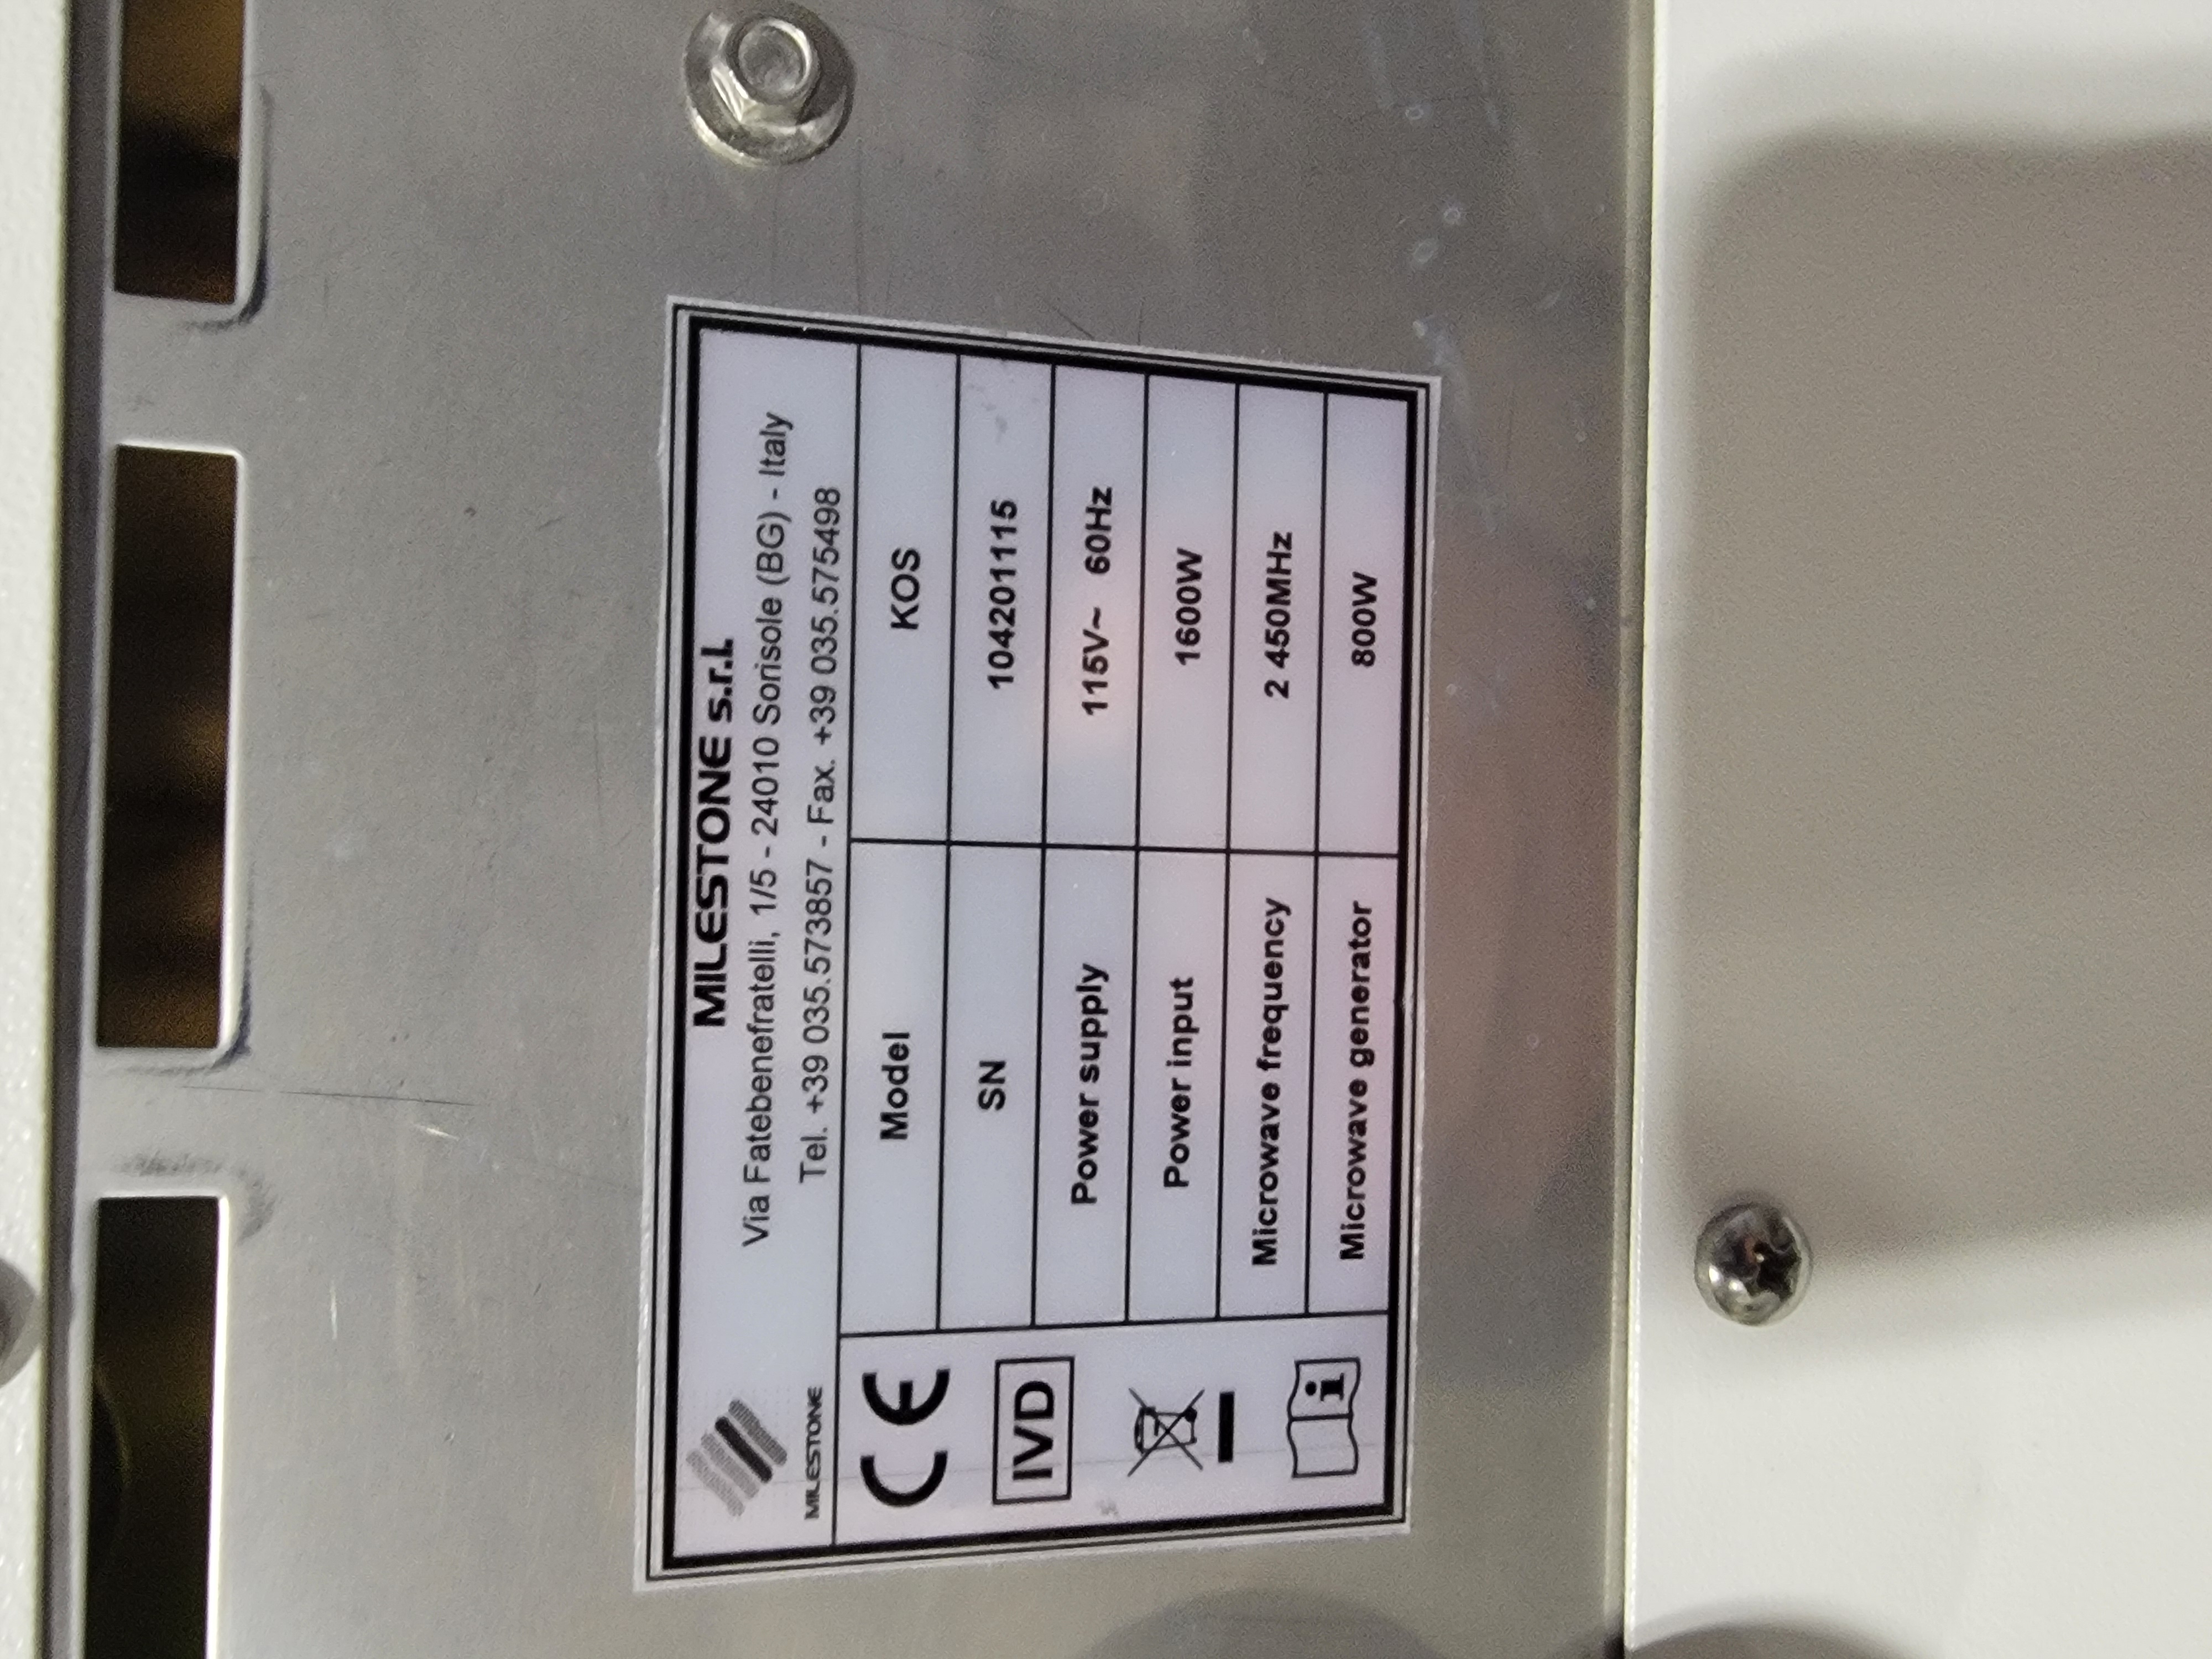 MILESTONE s.r.l.
Via Fatebenefratelli, 1/5 - 24010 Sorisole (BG) - Italy
Tel. +39 035.573857 - Fax. +39 035.575498
MILESTONE
CE
IVD
i
Model KOS
SN 104201115
Power supply 115V~ 60Hz
Power input 1600W
Microwave frequency 2 450MHz
Microwave generator 800W